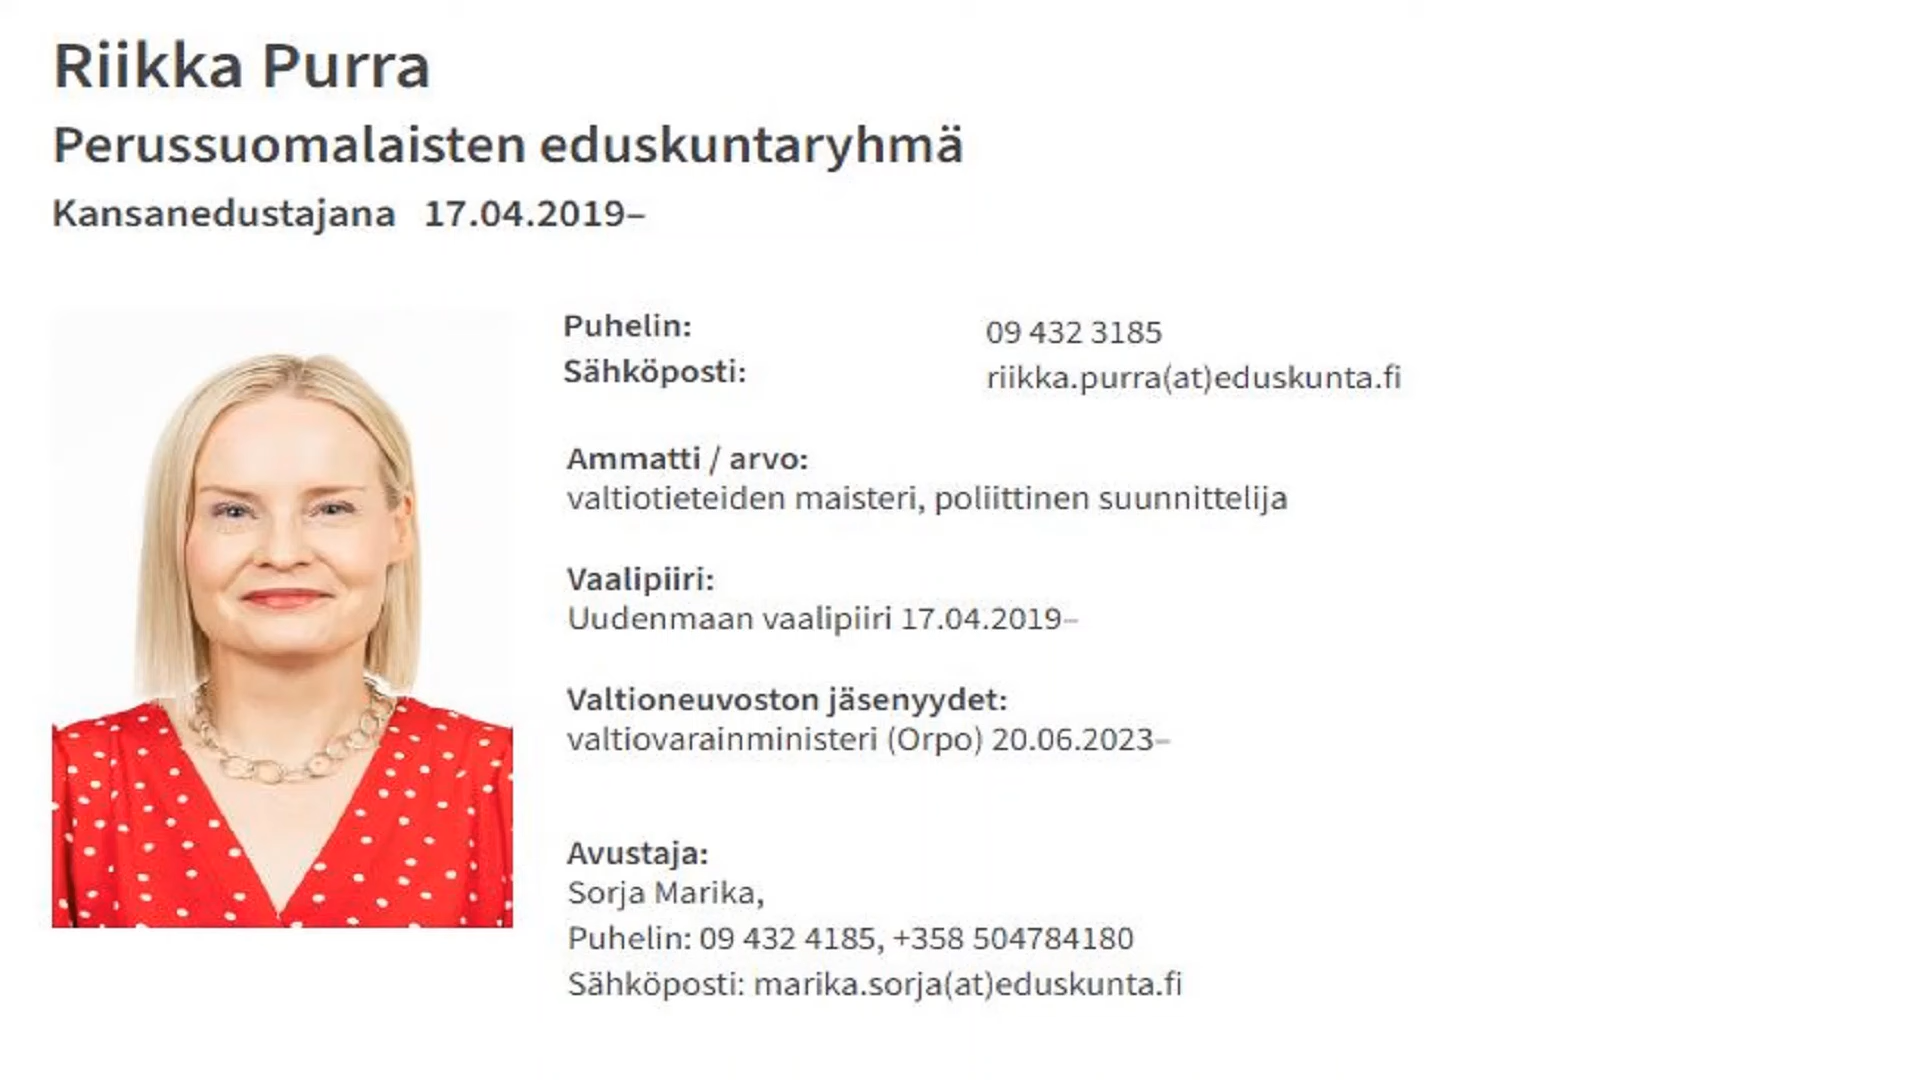 Riikka Purra
Perussuomalaisten eduskuntaryhmä
Kansanedustajana 17.04.2019–
Puhelin: 09 432 3185
Sähköposti: riikka.purra(at)eduskunta.fi
Ammatti / arvo:
valtiotieteiden maisteri, poliittinen suunnittelija
Vaalipiiri:
Uudenmaan vaalipiiri 17.04.2019–
Valtioneuvoston jäsenyydet:
valtiovarainministeri (Orpo) 20.06.2023–
Avustaja:
Sorja Marika,
Puhelin: 09 432 4185, +358 504784180
Sähköposti: marika.sorja(at)eduskunta.fi